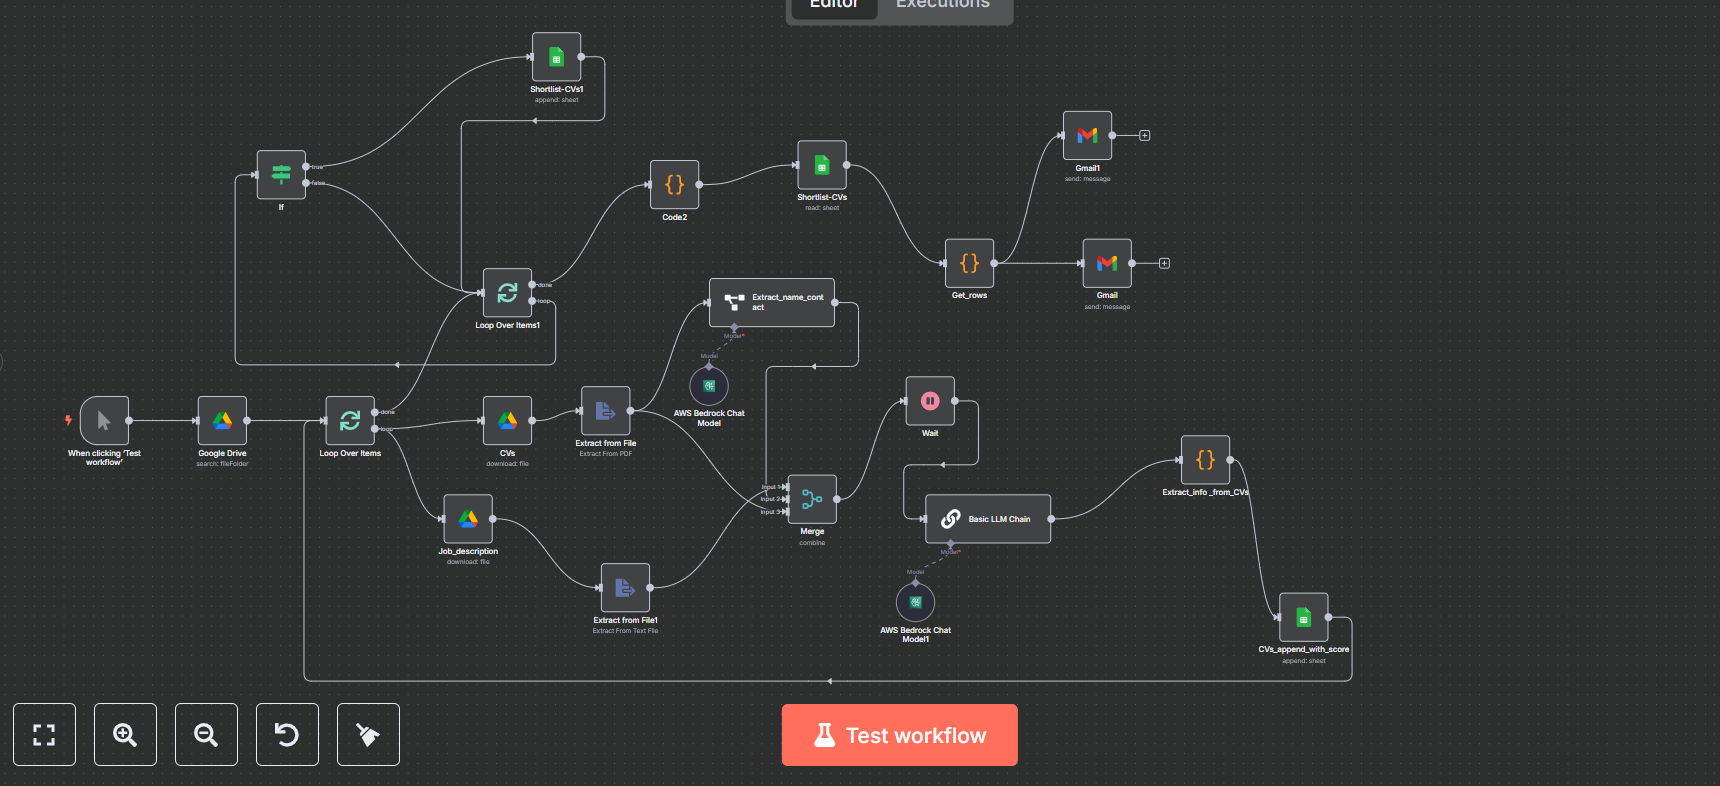 Editor
Executions
Shortlist-CVs1
append: sheet
true
false
If
Code2
Shortlist-CVs
read: sheet
Gmail1
send: message
Get_rows
Gmail
send: message
done
loop
Loop Over Items1
Extract_name_cont
act
Model*
Model
AWS Bedrock Chat
Model
When clicking ‘Test
workflow’
Google Drive
search: fileFolder
done
loop
Loop Over Items
CVs
download: file
Extract from File
Extract From PDF
Wait
Input 1
Input 2
Input 3
Merge
combine
Job_description
download: file
Extract from File1
Extract From Text File
Basic LLM Chain
Model*
Model
AWS Bedrock Chat
Model1
Extract_info _from_CVs
CVs_append_with_score
append: sheet
Test workflow